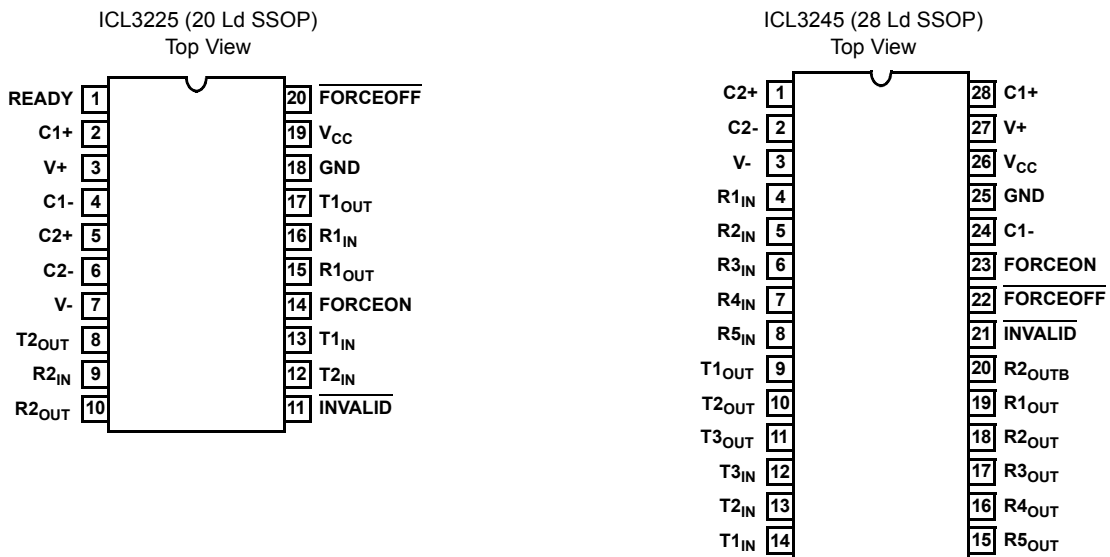 ICL3225 (20 Ld SSOP)
Top View
READY 1 20 FORCEOFF
C1+ 2 19 VCC
V+ 3 18 GND
C1- 4 17 T1OUT
C2+ 5 16 R1IN
C2- 6 15 R1OUT
V- 7 14 FORCEON
T2OUT 8 13 T1IN
R2IN 9 12 T2IN
R2OUT 10 11 INVALID
ICL3245 (28 Ld SSOP)
Top View
C2+ 1 28 C1+
C2- 2 27 V+
V- 3 26 VCC
R1IN 4 25 GND
R2IN 5 24 C1-
R3IN 6 23 FORCEON
R4IN 7 22 FORCEOFF
R5IN 8 21 INVALID
T1OUT 9 20 R2OUTB
T2OUT 10 19 R1OUT
T3OUT 11 18 R2OUT
T3IN 12 17 R3OUT
T2IN 13 16 R4OUT
T1IN 14 15 R5OUT